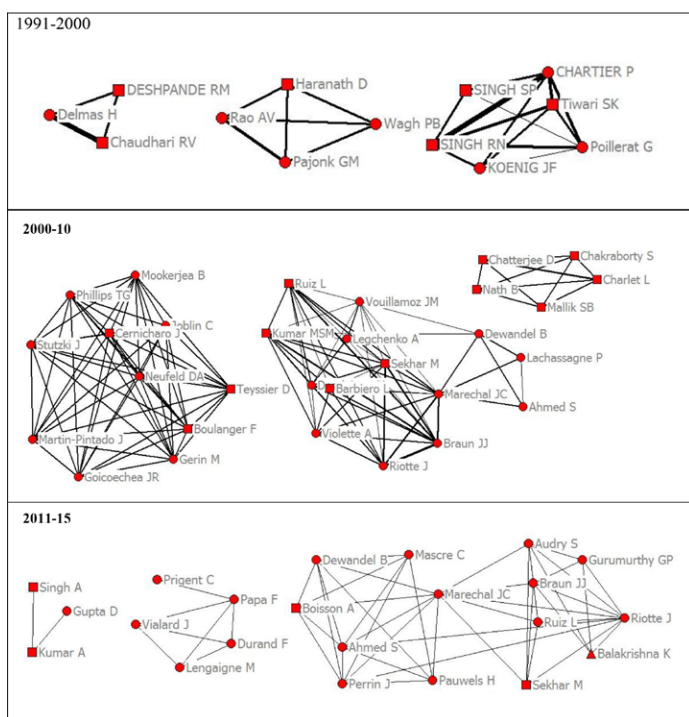 1991-2000
DESHPANDE RM
Delmas H
Chaudhari RV
Haranath D
Rao AV
Wagh PB
Pajonk GM
CHARTIER P
SINGH SP
Tiwari SK
SINGH RN
Poillerat G
KOENIG JF
2000-10
Mookerjea B
Phillips TG
Joblin C
Cernicharo J
Stutzki J
Neufeld DA
Teyssier D
Boulanger F
Martin-Pintado J
Gerin M
Goicoechea JR
Ruiz L
Vouillamoz JM
Kumar MSM
Legchenko A
Sekhar M
Barbiero L
Marechal JC
Violette A
Braun JJ
Riotte J
Dewandel B
Lachassagne P
Ahmed S
Chatterjee D
Chakraborty S
Nath B
Charlet L
Mallik SB
2011-15
Singh A
Gupta D
Kumar A
Prigent C
Papa F
Vialard J
Durand F
Lengaigne M
Dewandel B
Mascre C
Boisson A
Marechal JC
Ahmed S
Perrin J
Pauwels H
Audry S
Gurumurthy GP
Braun JJ
Ruiz L
Riotte J
Balakrishna K
Sekhar M